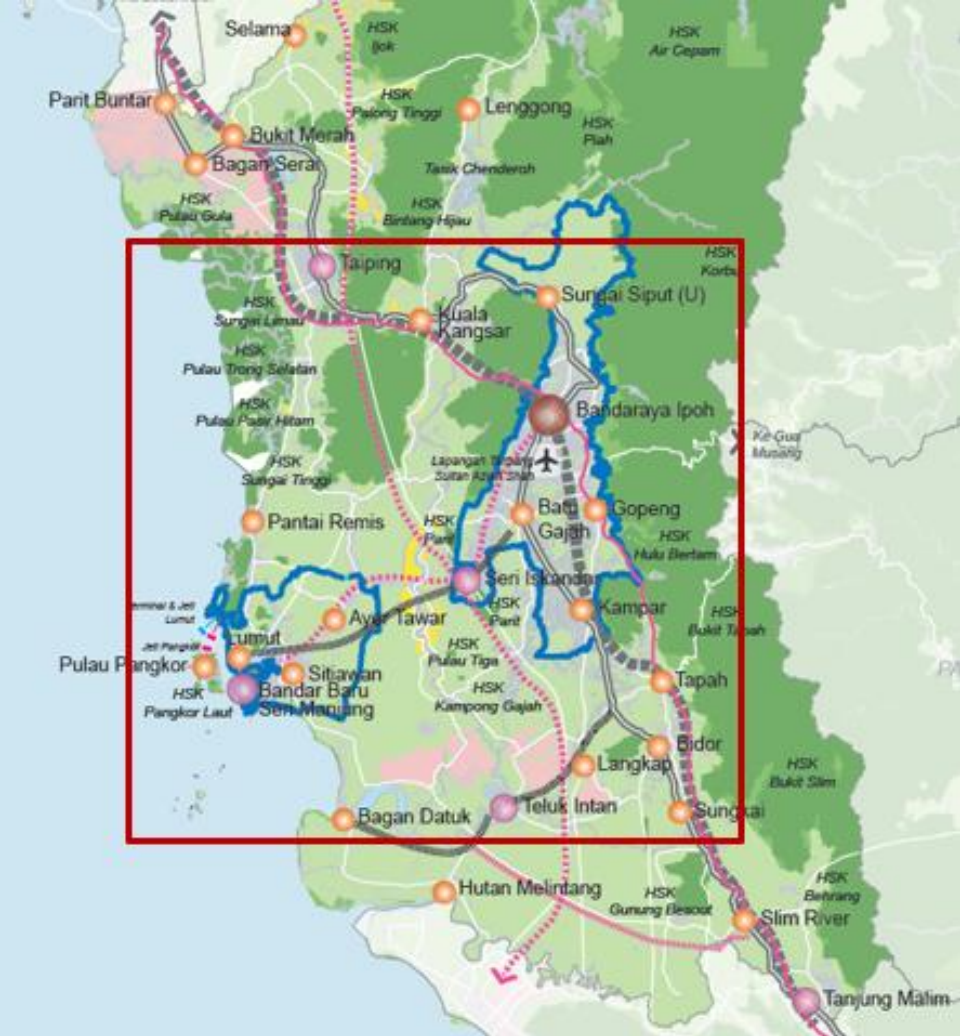 Selama
HSK
Ijok
HSK
Air Cepam
Parit Buntar
HSK
Palong Tinggi
Lenggong
Bukit Merah
HSK
Piah
Bagan Serai
Tasik Chenderoh
HSK
Pulau Gula
HSK
Bintang Hijau
Taiping
HSK
Korbu
HSK
Sungai Limau
Kuala
Kangsar
Sungai Siput (U)
HSK
Pulau Trong Selatan
HSK
Pulau Pasir Hitam
Bandaraya Ipoh
Ke Gua
Musang
HSK
Sungai Tinggi
Lapangan Terbang
Sultan Azlan Shah
Pantai Remis
HSK
Parit
Batu
Gajah
Gopeng
HSK
Hulu Bertam
Seri Iskandar
Terminal & Jeti
Lumut
Ayer Tawar
HSK
Parit
Kampar
HSK
Bukit Tapah
Jeti Pangkor
Lumut
HSK
Pulau Tiga
Pulau Pangkor
Sitiawan
Tapah
HSK
Pangkor Laut
Bandar Baru
Seri Manjung
HSK
Kampong Gajah
Bidor
Langkap
HSK
Bukit Slim
Bagan Datuk
Teluk Intan
Sungkai
Hutan Melintang
HSK
Gunung Besout
HSK
Behrang
Slim River
Tanjung Malim